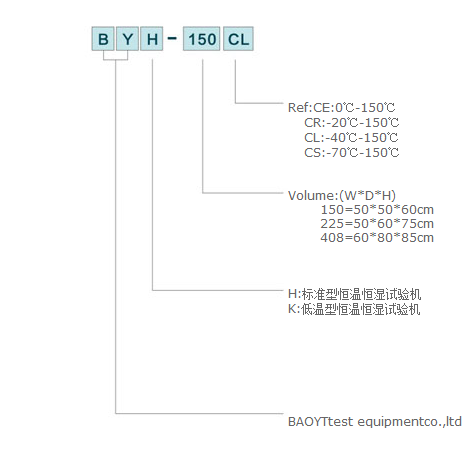 BYH-150CL
Ref:CE:0℃-150℃
CR:-20℃-150℃
CL:-40℃-150℃
CS:-70℃-150℃
Volume:(W*D*H)
150=50*50*60cm
225=50*60*75cm
408=60*80*85cm
H:标准型恒温恒湿试验机
K:低温型恒温恒湿试验机
BAOYTtest equipmentco.,ltd